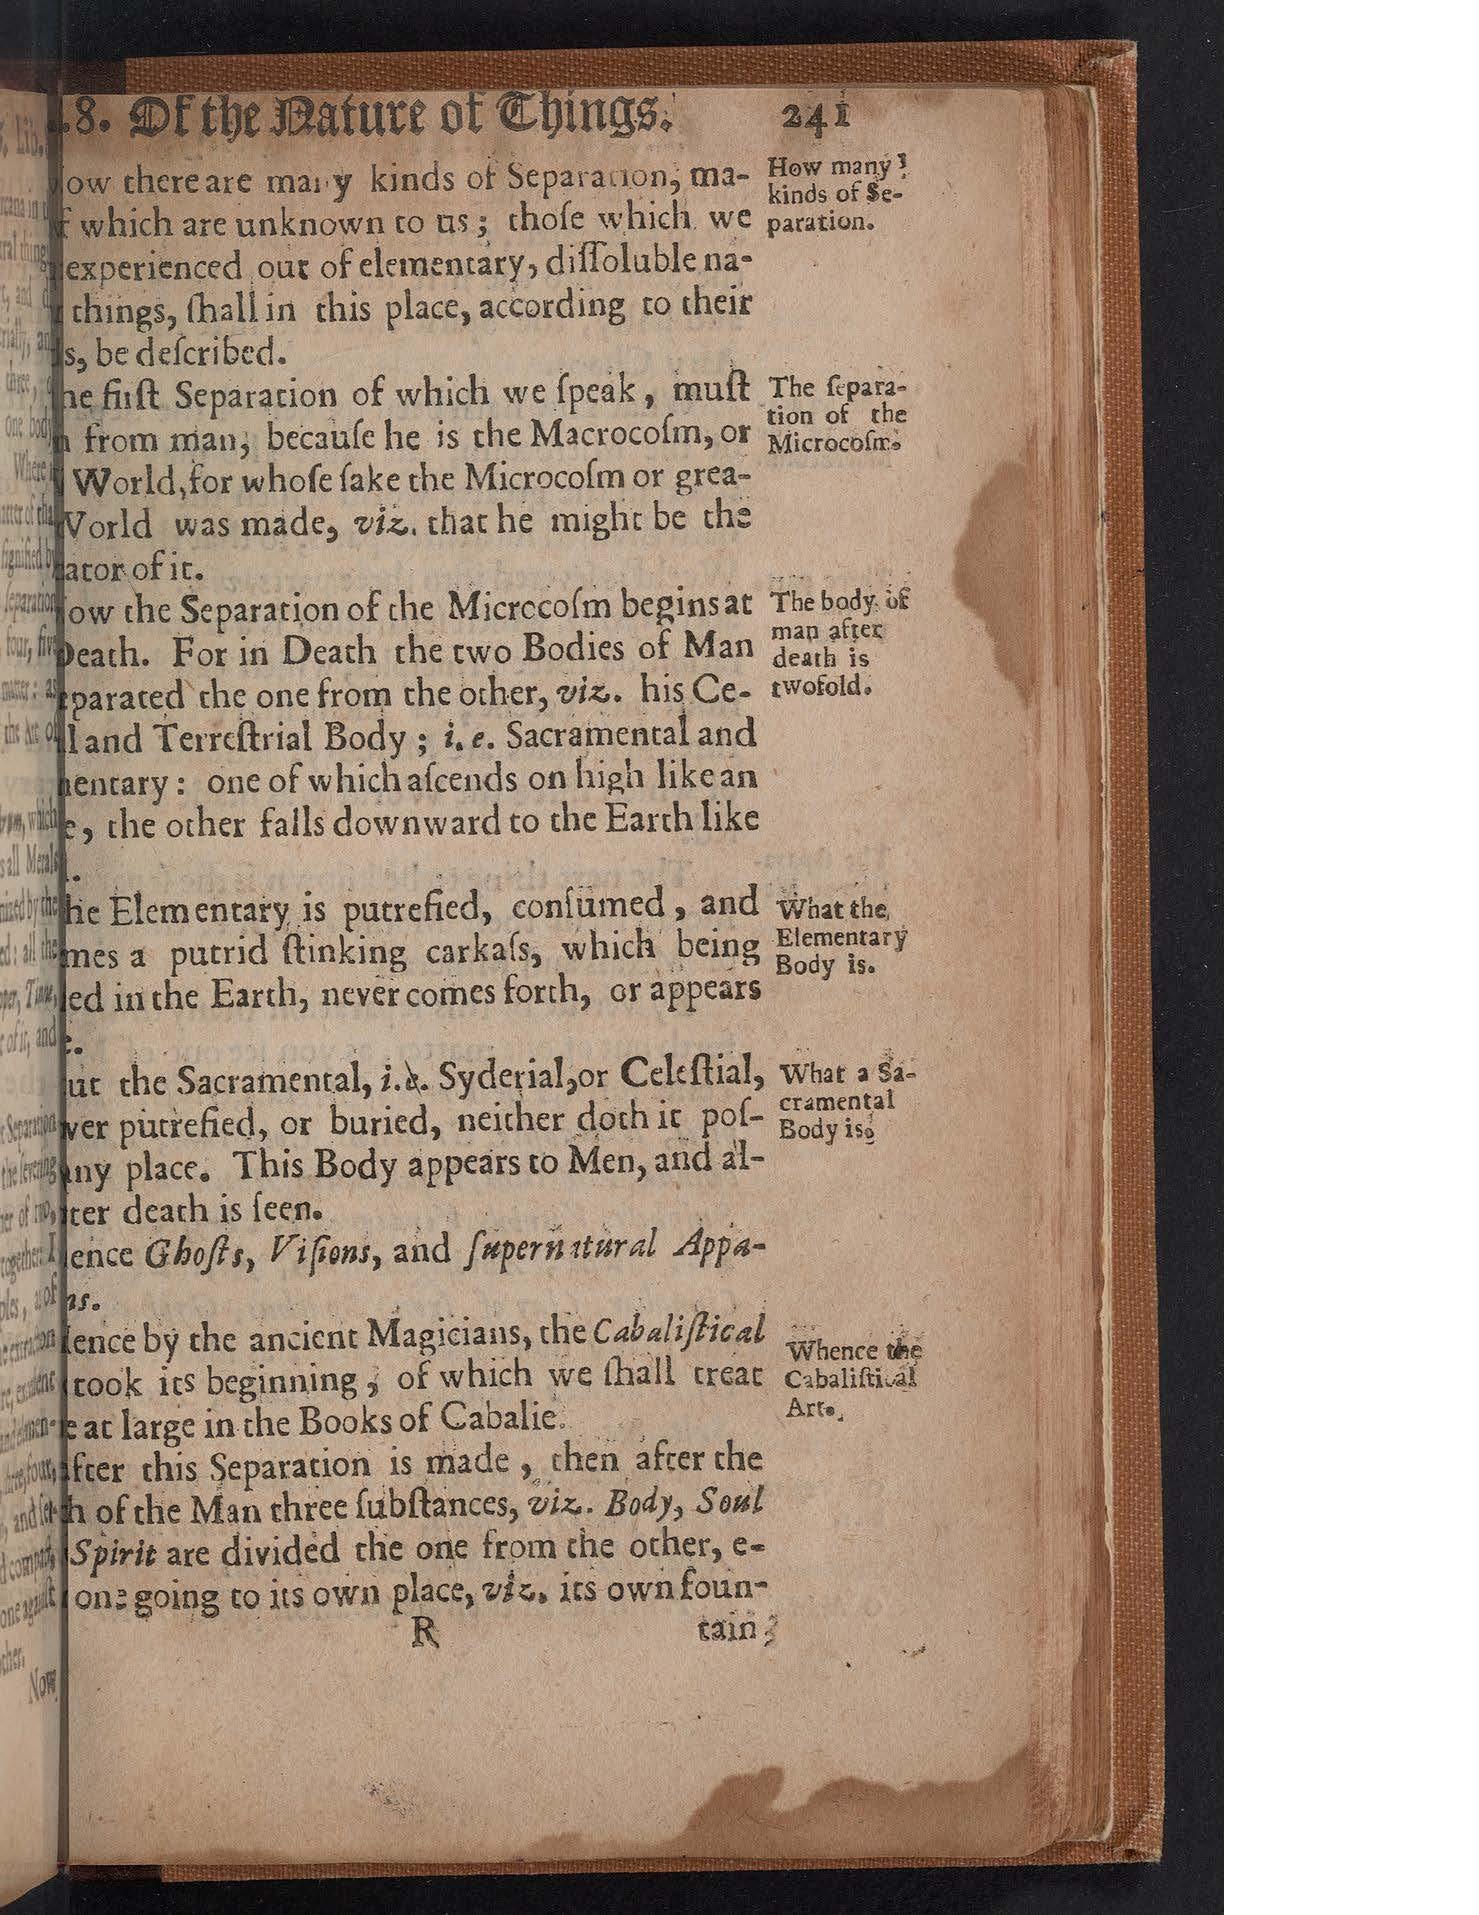 8. Of the Nature of Things. 241
ow there are many kinds of Separation, ma-
which are unknown to us; thoſe which we
experienced out of elementary, diſſoluble na-
things, ſhall in this place, according to their
s, be deſcribed.
How many
kinds of Se-
paration.
he firſt Separation of which we ſpeak, muſt
from man, becauſe he is the Macrocoſm, or
World, for whoſe ſake the Microcoſm or grea-
World was made, viz. that he might be the
ator of it.
The ſepara-
tion of the
Microcoſm.
ow the Separation of the Microcoſm begins at
Death. For in Death the two Bodies of Man
parated the one from the other, viz. his Ce-
l and Terreſtrial Body; i. e. Sacramental and
entary: one of which aſcends on high like an
e, the other falls downward to the Earth like
.
The body of
man after
death is
twofold.
he Elementary is putrefied, conſumed, and
mes a putrid ſtinking carkaſs, which being
ied in the Earth, never comes forth, or appears
.
What the
Elementary
Body is.
ut the Sacramental, i.e. Syderial, or Celeſtial,
ver putrefied, or buried, neither doth it poſ-
any place. This Body appears to Men, and al-
ter death is ſeen.
What a Sa-
cramental
Body is.
ence Ghoſts, Viſions, and ſupernatural Appa-
ns.
ence by the ancient Magicians, the Cabaliſtical
took its beginning, of which we ſhall treat
e at large in the Books of Cabalie.
Whence the
Cabaliſtical
Art.
After this Separation is made, then after the
h of the Man three ſubſtances, viz. Body, Soul
Spirit are divided the one from the other, e-
one going to its own place, viz. its own foun-
R tain